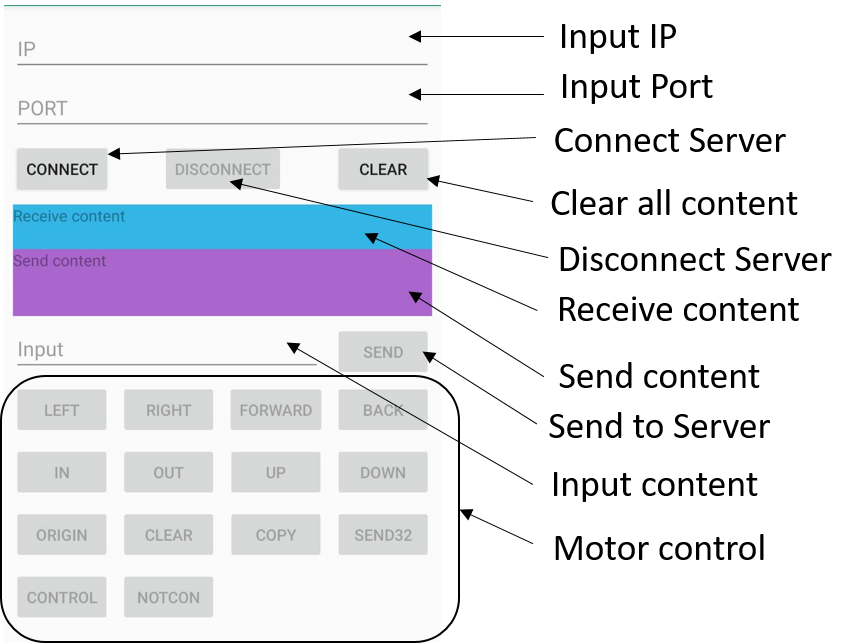 IP
Input IP
PORT
Input Port
CONNECT
DISCONNECT
CLEAR
Connect Server
Clear all content
Receive content
Send content
Disconnect Server
Receive content
Input
SEND
Send content
Send to Server
LEFT
RIGHT
FORWARD
BACK
IN
OUT
UP
DOWN
Input content
ORIGIN
CLEAR
COPY
SEND32
Motor control
CONTROL
NOTCON